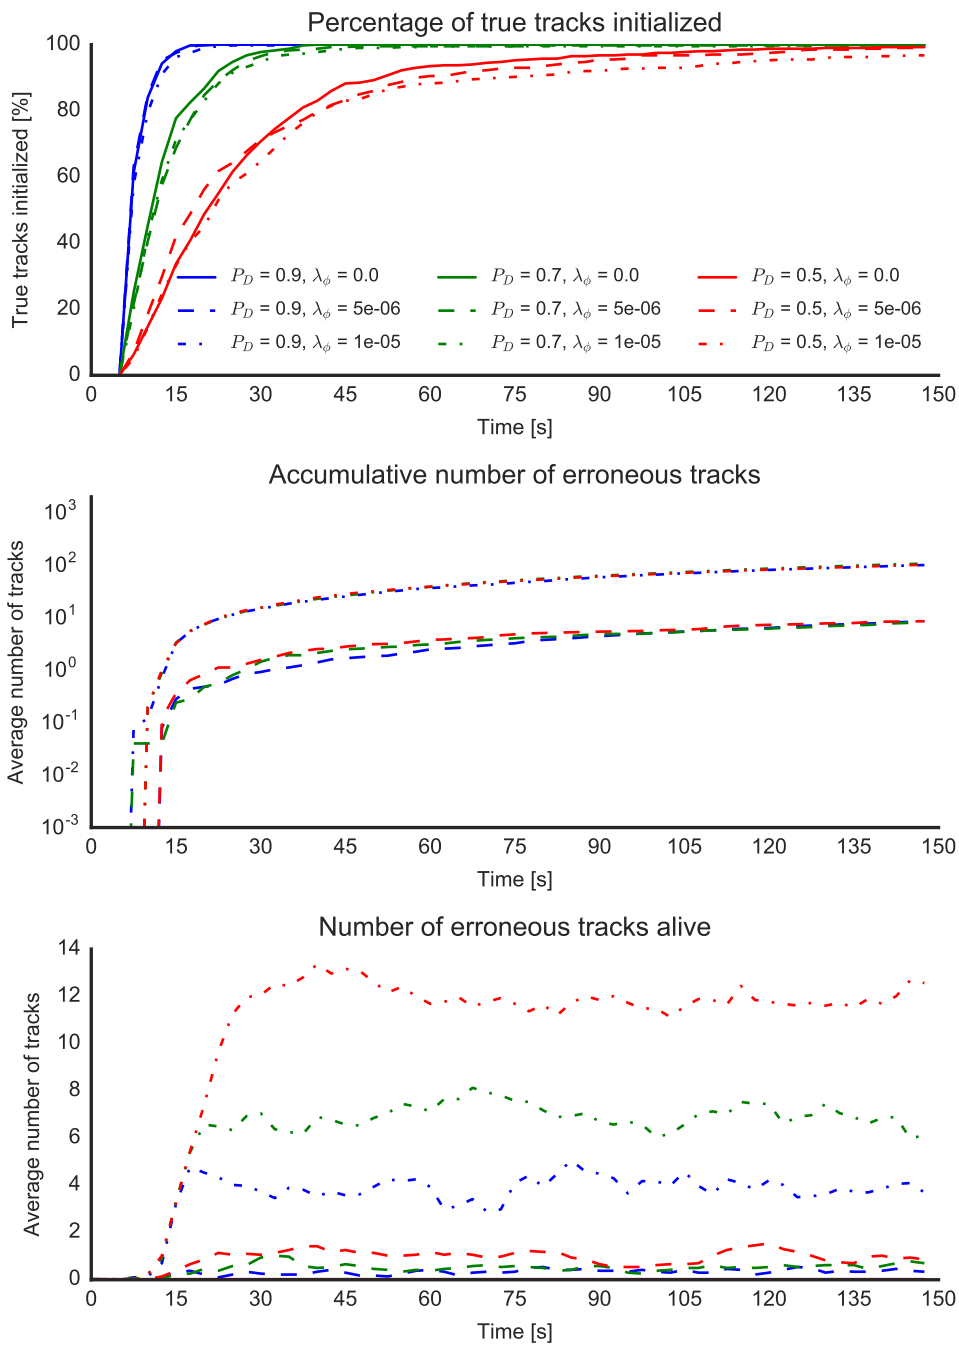 Percentage of true tracks initialized
True tracks initialized [%]
100
80
60
40
20
0
P_D = 0.9, λ_ϕ = 0.0
P_D = 0.7, λ_ϕ = 0.0
P_D = 0.5, λ_ϕ = 0.0
P_D = 0.9, λ_ϕ = 5e-06
P_D = 0.7, λ_ϕ = 5e-06
P_D = 0.5, λ_ϕ = 5e-06
P_D = 0.9, λ_ϕ = 1e-05
P_D = 0.7, λ_ϕ = 1e-05
P_D = 0.5, λ_ϕ = 1e-05
0 15 30 45 60 75 90 105 120 135 150
Time [s]
Accumulative number of erroneous tracks
Average number of tracks
10^3
10^2
10^1
10^0
10^-1
10^-2
10^-3
0 15 30 45 60 75 90 105 120 135 150
Time [s]
Number of erroneous tracks alive
Average number of tracks
14
12
10
8
6
4
2
0
0 15 30 45 60 75 90 105 120 135 150
Time [s]